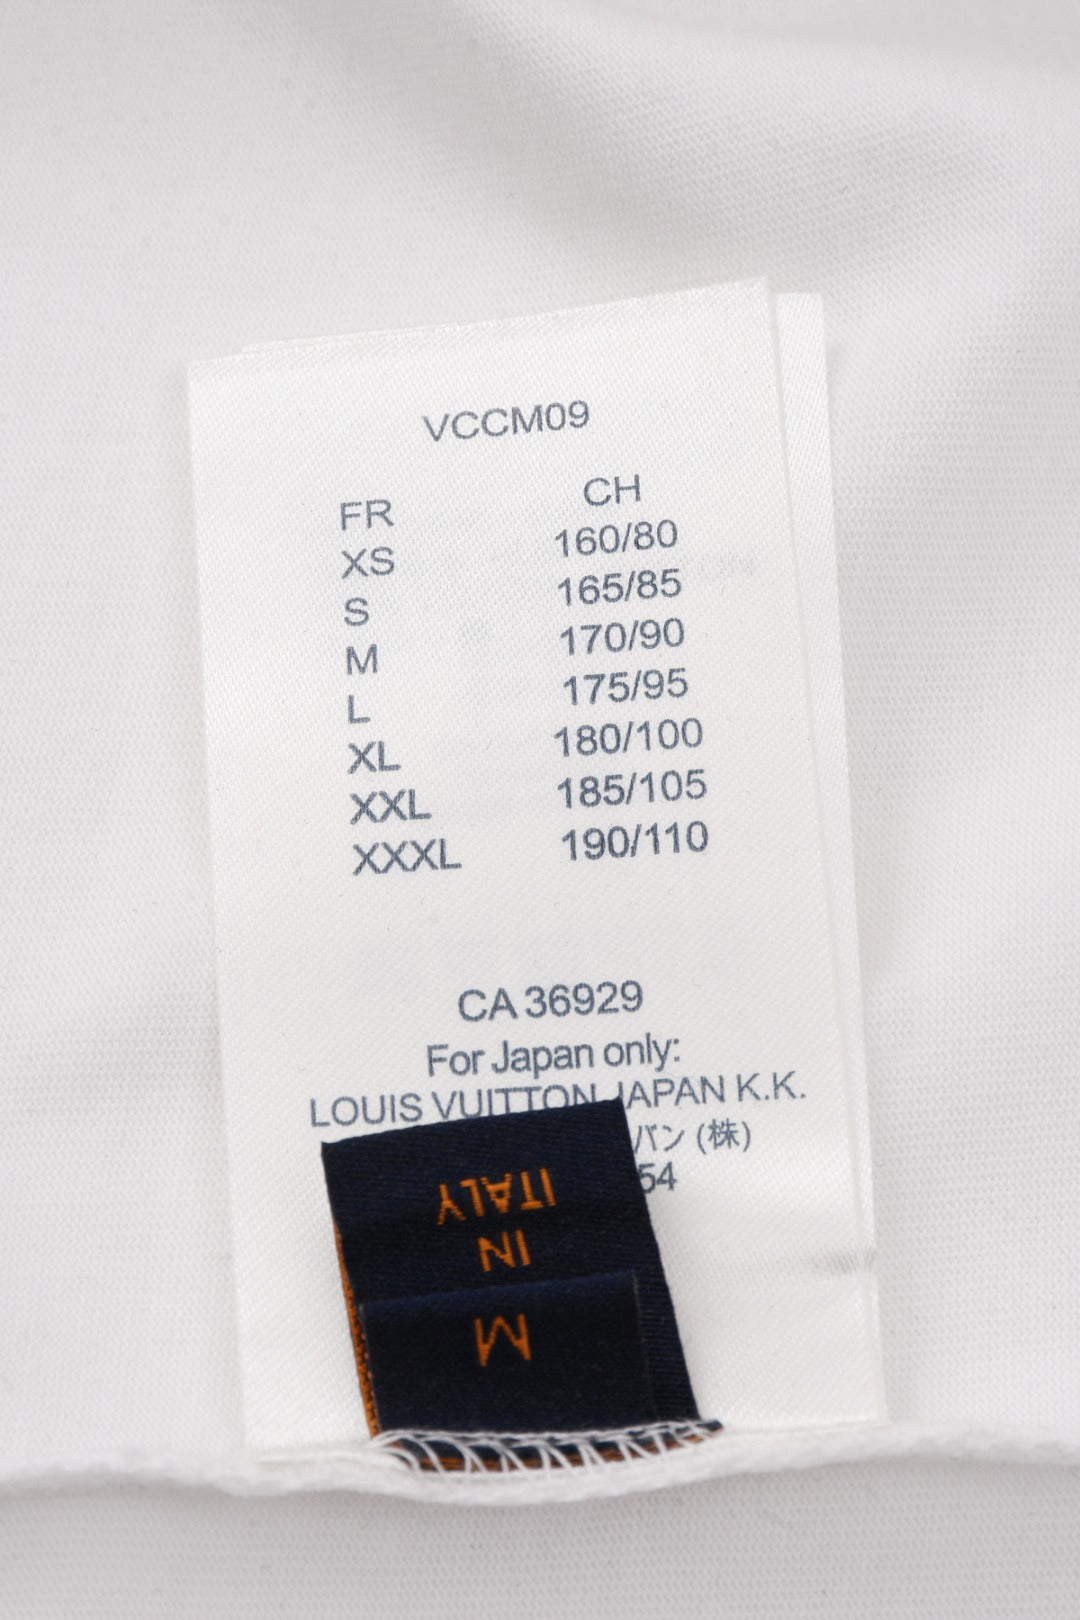 VCCM09
FR CH
XS 160/80
S 165/85
M 170/90
L 175/95
XL 180/100
XXL 185/105
XXXL 190/110
CA 36929
For Japan only:
LOUIS VUITTON JAPAN K.K.
パン (株)
54
ITALY
IN
M